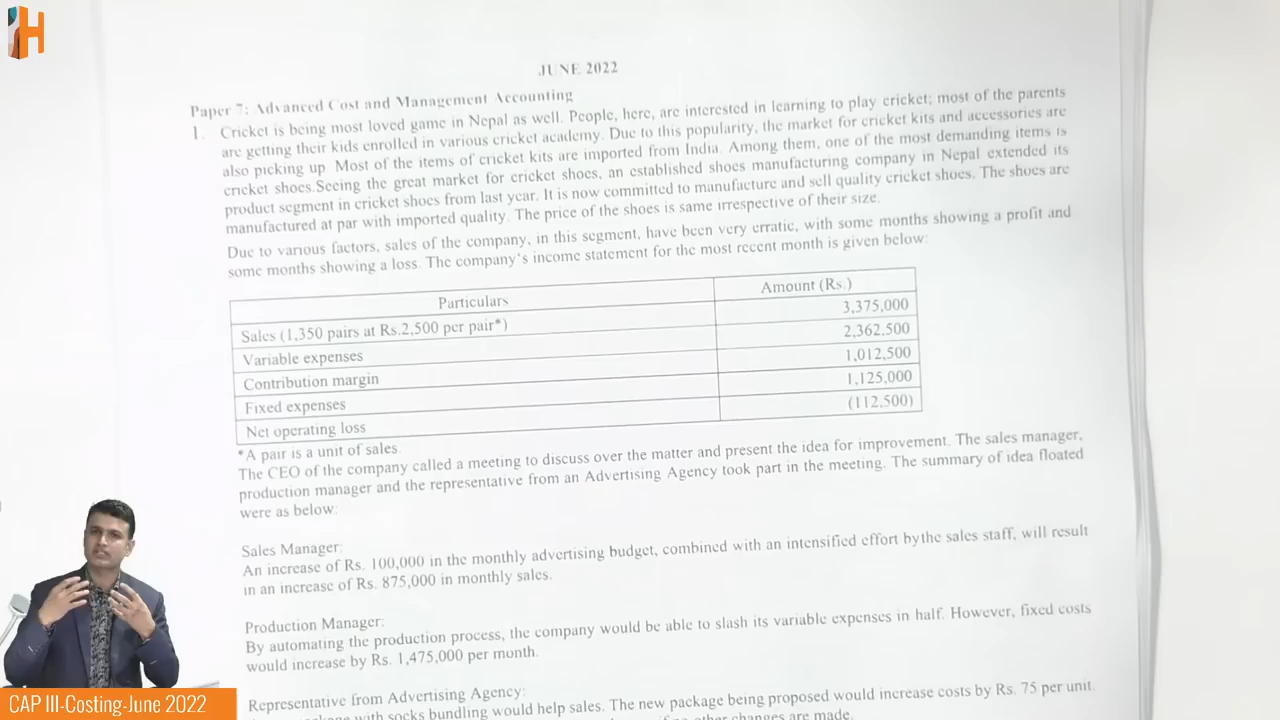 H
JUNE 2022
Paper 7: Advanced Cost and Management Accounting
1. Cricket is being most loved game in Nepal as well. People, here, are interested in learning to play cricket; most of the parents
are getting their kids enrolled in various cricket academy. Due to this popularity, the market for cricket kits and accessories are
also picking up. Most of the items of cricket kits are imported from India. Among them, one of the most demanding items is
cricket shoes.Seeing the great market for cricket shoes, an established shoes manufacturing company in Nepal extended its
product segment in cricket shoes from last year. It is now committed to manufacture and sell quality cricket shoes. The shoes are
manufactured at par with imported quality. The price of the shoes is same irrespective of their size.
Due to various factors, sales of the company, in this segment, have been very erratic, with some months showing a profit and
some months showing a loss. The company's income statement for the most recent month is given below:
Particulars Amount (Rs.)
Sales (1,350 pairs at Rs.2,500 per pair*) 3,375,000
Variable expenses 2,362,500
Contribution margin 1,012,500
Fixed expenses 1,125,000
Net operating loss (112,500)
*A pair is a unit of sales.
The CEO of the company called a meeting to discuss over the matter and present the idea for improvement. The sales manager,
production manager and the representative from an Advertising Agency took part in the meeting. The summary of idea floated
were as below:
Sales Manager:
An increase of Rs. 100,000 in the monthly advertising budget, combined with an intensified effort bythe sales staff, will result
in an increase of Rs. 875,000 in monthly sales.
Production Manager:
By automating the production process, the company would be able to slash its variable expenses in half. However, fixed costs
would increase by Rs. 1,475,000 per month.
Representative from Advertising Agency:
with socks bundling would help sales. The new package being proposed would increase costs by Rs. 75 per unit.
other changes are made.
CAP III-Costing-June 2022